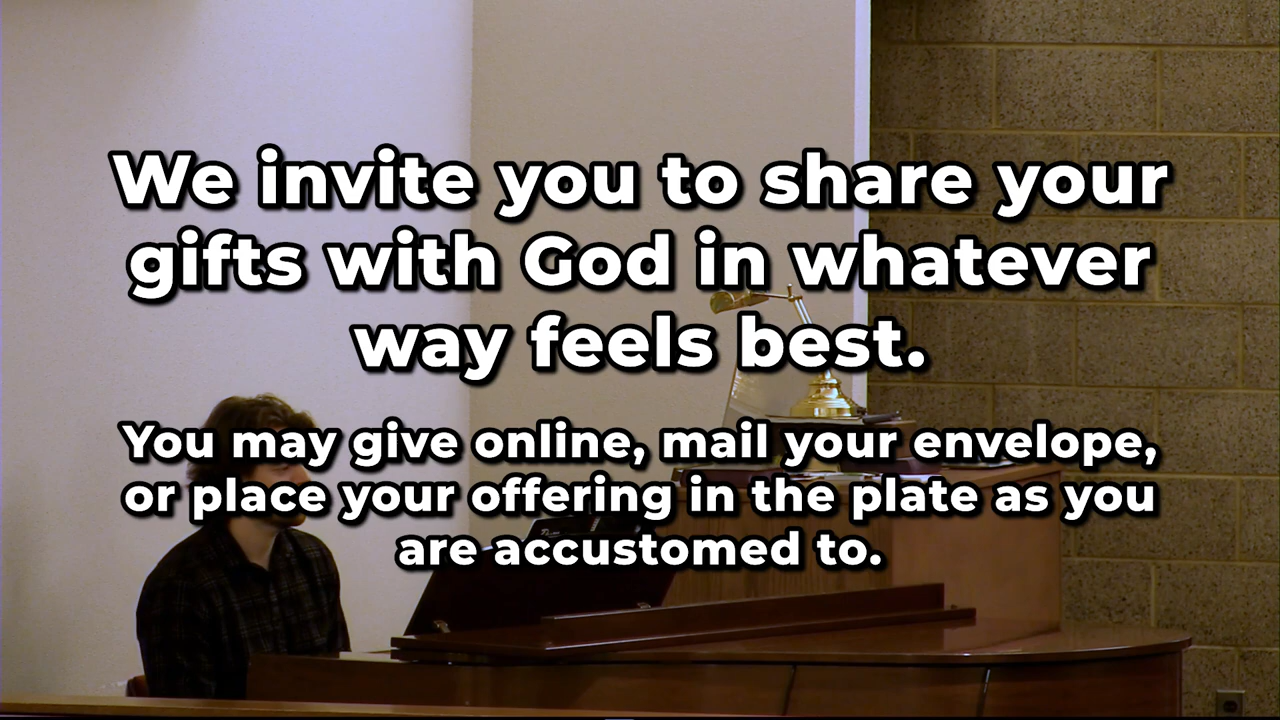 We invite you to share your
gifts with God in whatever
way feels best.
You may give online, mail your envelope,
or place your offering in the plate as you
are accustomed to.